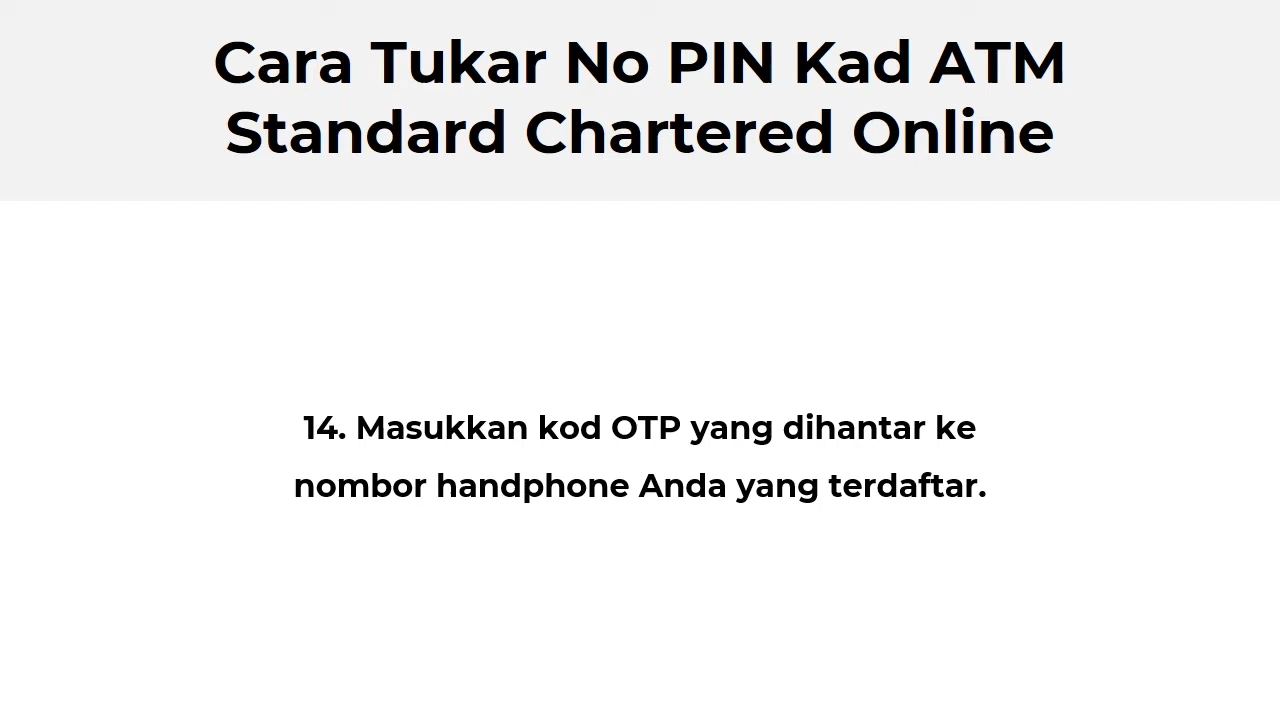 Cara Tukar No PIN Kad ATM
Standard Chartered Online
14. Masukkan kod OTP yang dihantar ke
nombor handphone Anda yang terdaftar.